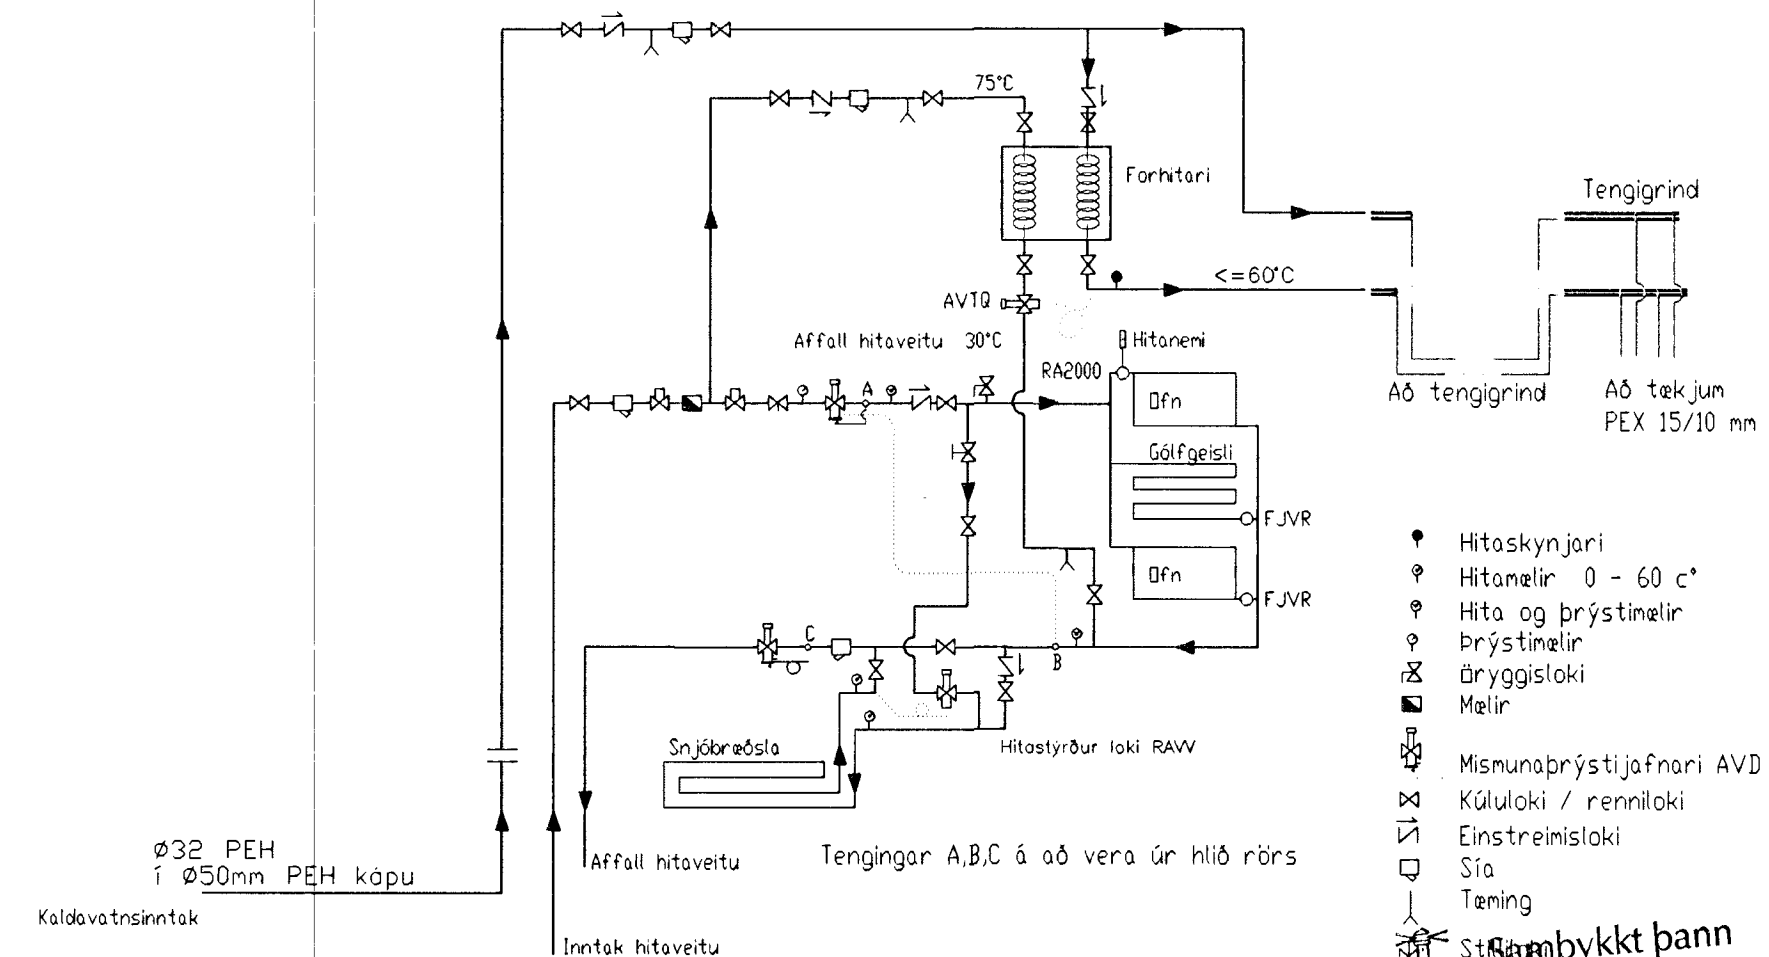 75°C
Forhitari
Tengigrind
<=60°C
AVTQ
Affall hitaveitu 30°C
Hitanemi
RA2000
A
Ofn
Að tengigrind
Að tækjum
PEX 15/10 mm
Gólfgeisli
FJVR
Ofn
FJVR
C
B
Snjóbræðsla
Hitastýrður loki RAVV
Hitaskynjari
Hitamælir 0 - 60 c°
Hita og þrýstimælir
Þrýstimælir
Öryggisloki
Mælir
Mismunaþrýstijafnari AVD
Kúluloki / renniloki
Einstreimisloki
Sía
Tæming
Samþykkt þann
Ø32 PEH
í Ø50mm PEH kápu
Kaldavatnsinntak
Affall hitaveitu
Tengingar A,B,C á að vera úr hlið rörs
Inntak hitaveitu